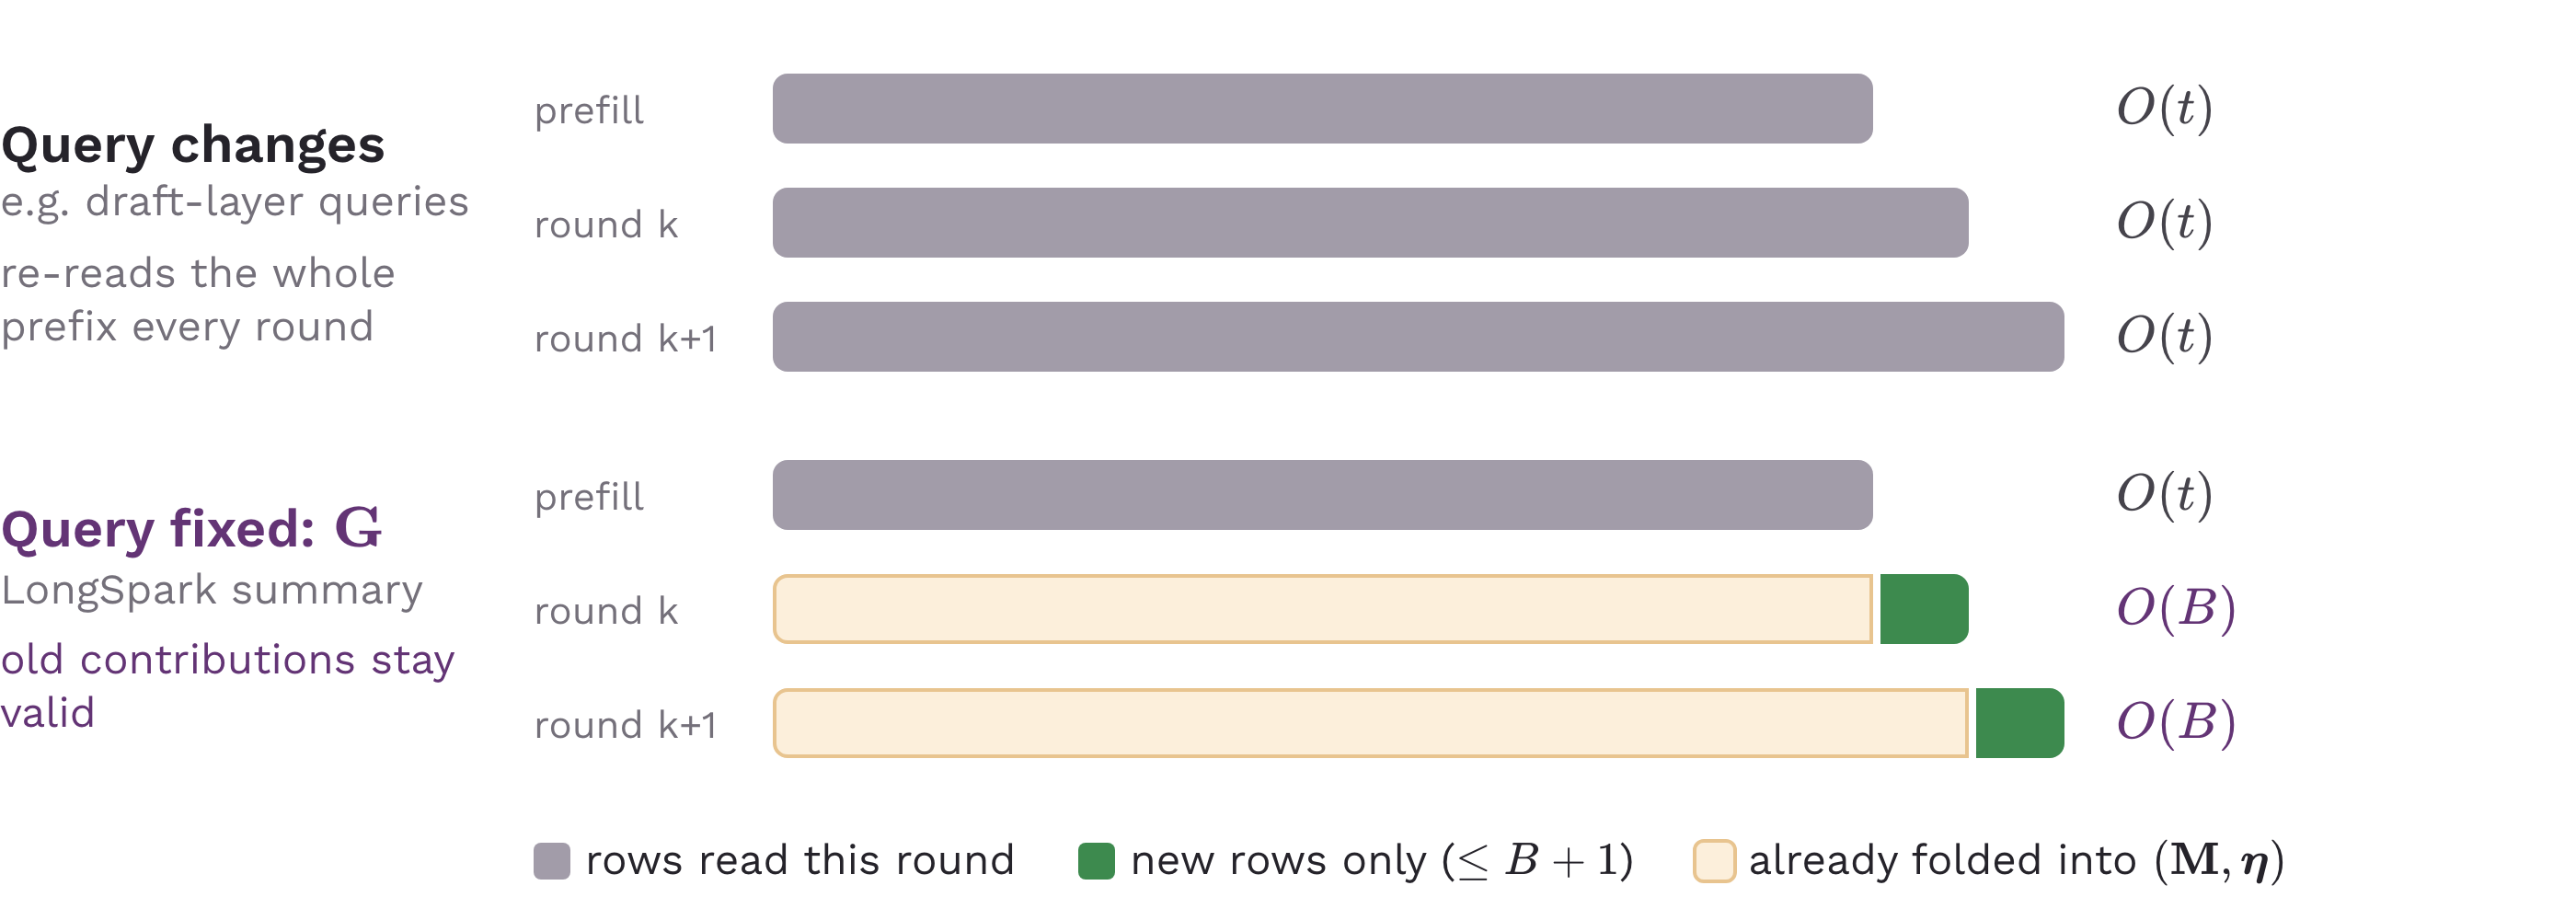 Query changes
e.g. draft-layer queries
re-reads the whole
prefix every round
prefill
O(t)
round k
O(t)
round k+1
O(t)
Query fixed: G
LongSpark summary
old contributions stay
valid
prefill
O(t)
round k
O(B)
round k+1
O(B)
rows read this round
new rows only (≤ B + 1)
already folded into (M, η)